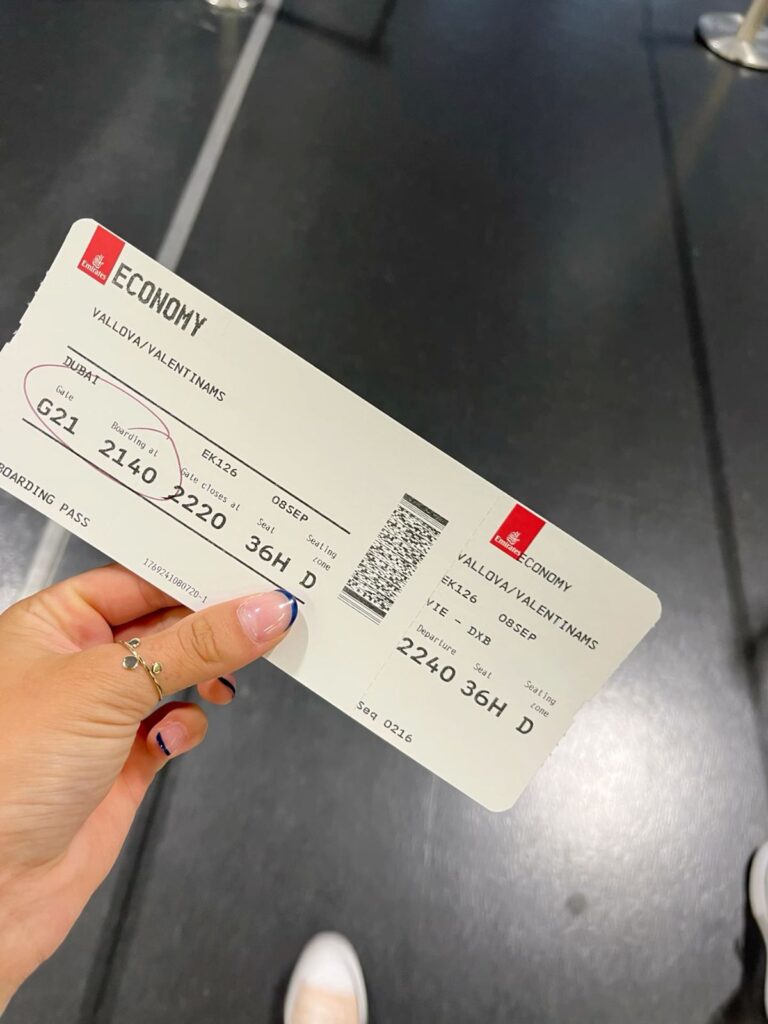 Emirates
ECONOMY
VALLOVA/VALENTINAMS
DUBAI
EK126 08SEP
Gate Boarding at Gate closes at Seat Seating zone
G21 2140 2220 36H D
BOARDING PASS
1769241080720-1
Emirates
ECONOMY
VALLOVA/VALENTINAMS
EK126 08SEP
VIE - DXB
Departure Seat Seating zone
2240 36H D
Seq 0216